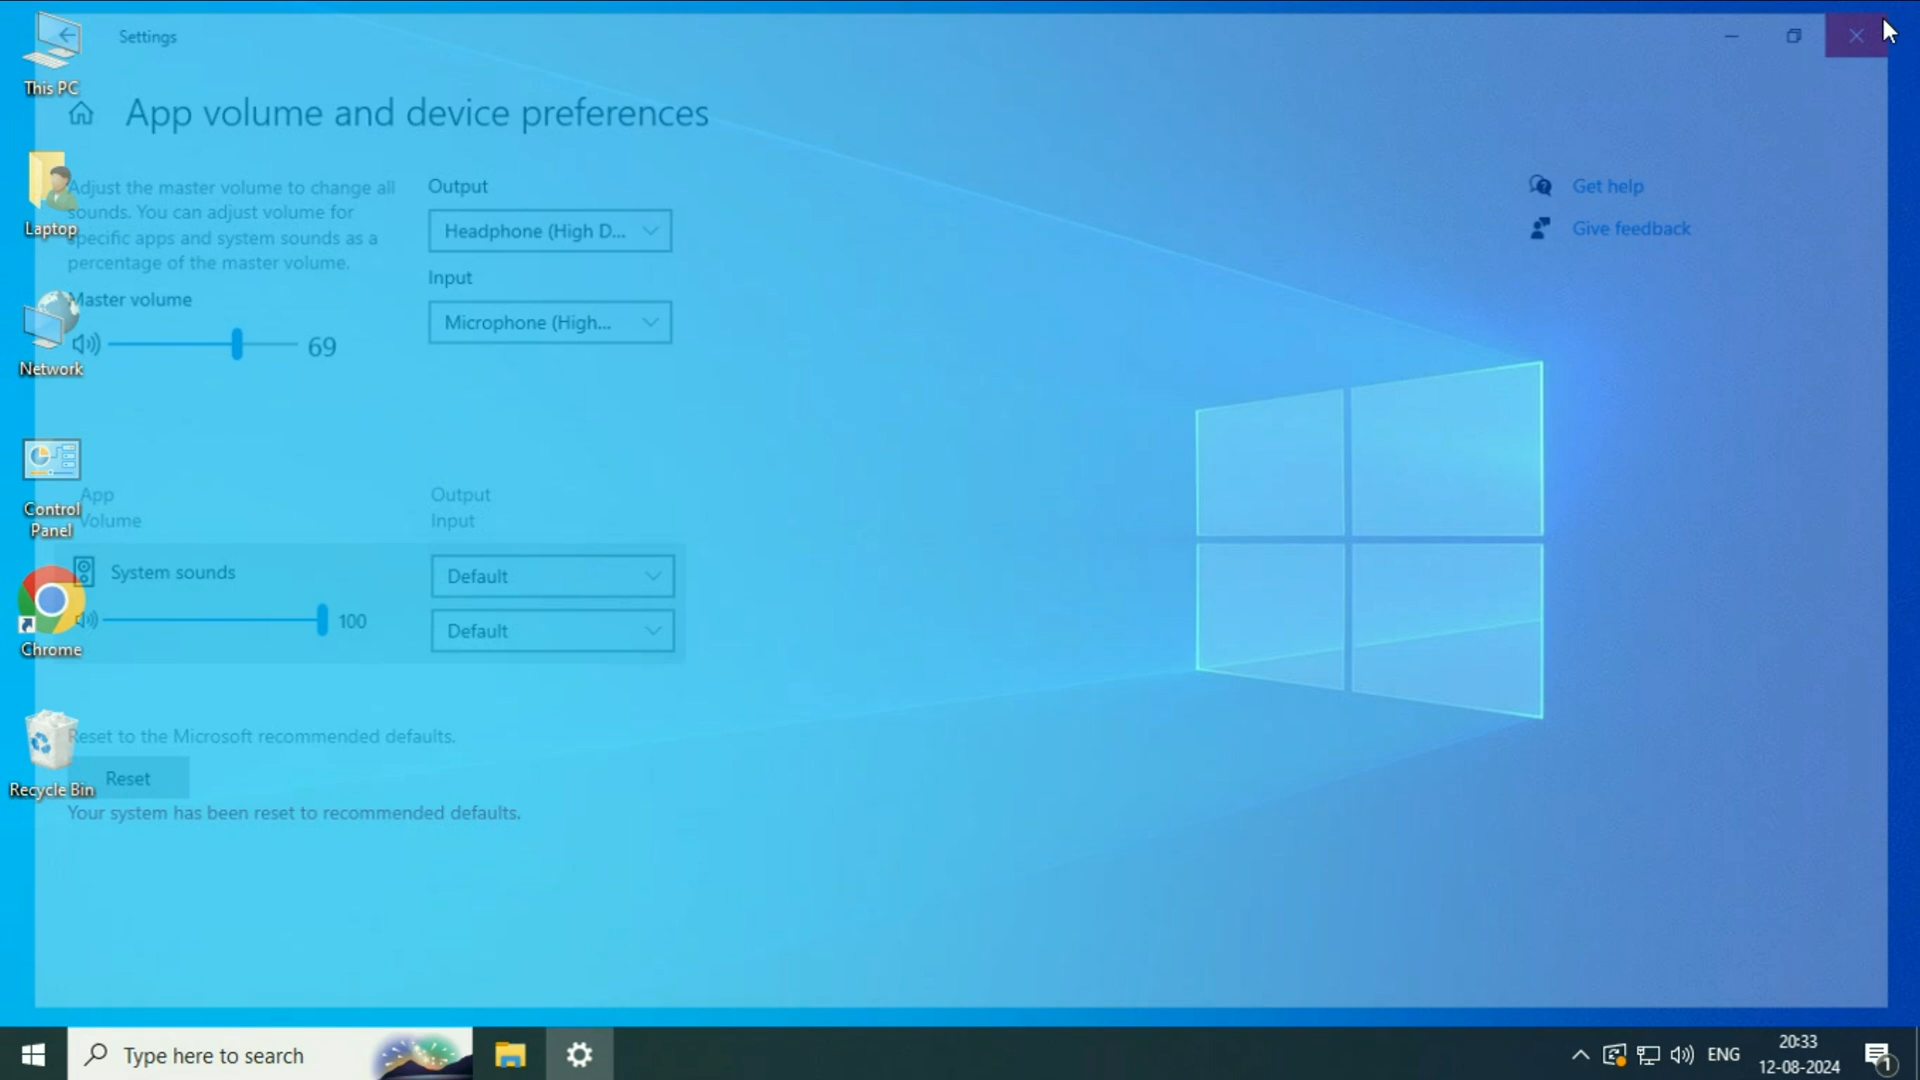 Settings
This PC
App volume and device preferences
Adjust the master volume to change all
sounds. You can adjust volume for
specific apps and system sounds as a
percentage of the master volume.
Master volume
69
Output
Headphone (High D...
Input
Microphone (High...
Get help
Give feedback
Laptop
Network
Control
Panel
App
Volume
Output
Input
System sounds
100
Default
Default
Chrome
Reset to the Microsoft recommended defaults.
Reset
Recycle Bin
Your system has been reset to recommended defaults.
Type here to search
ENG
20:33
12-08-2024
1